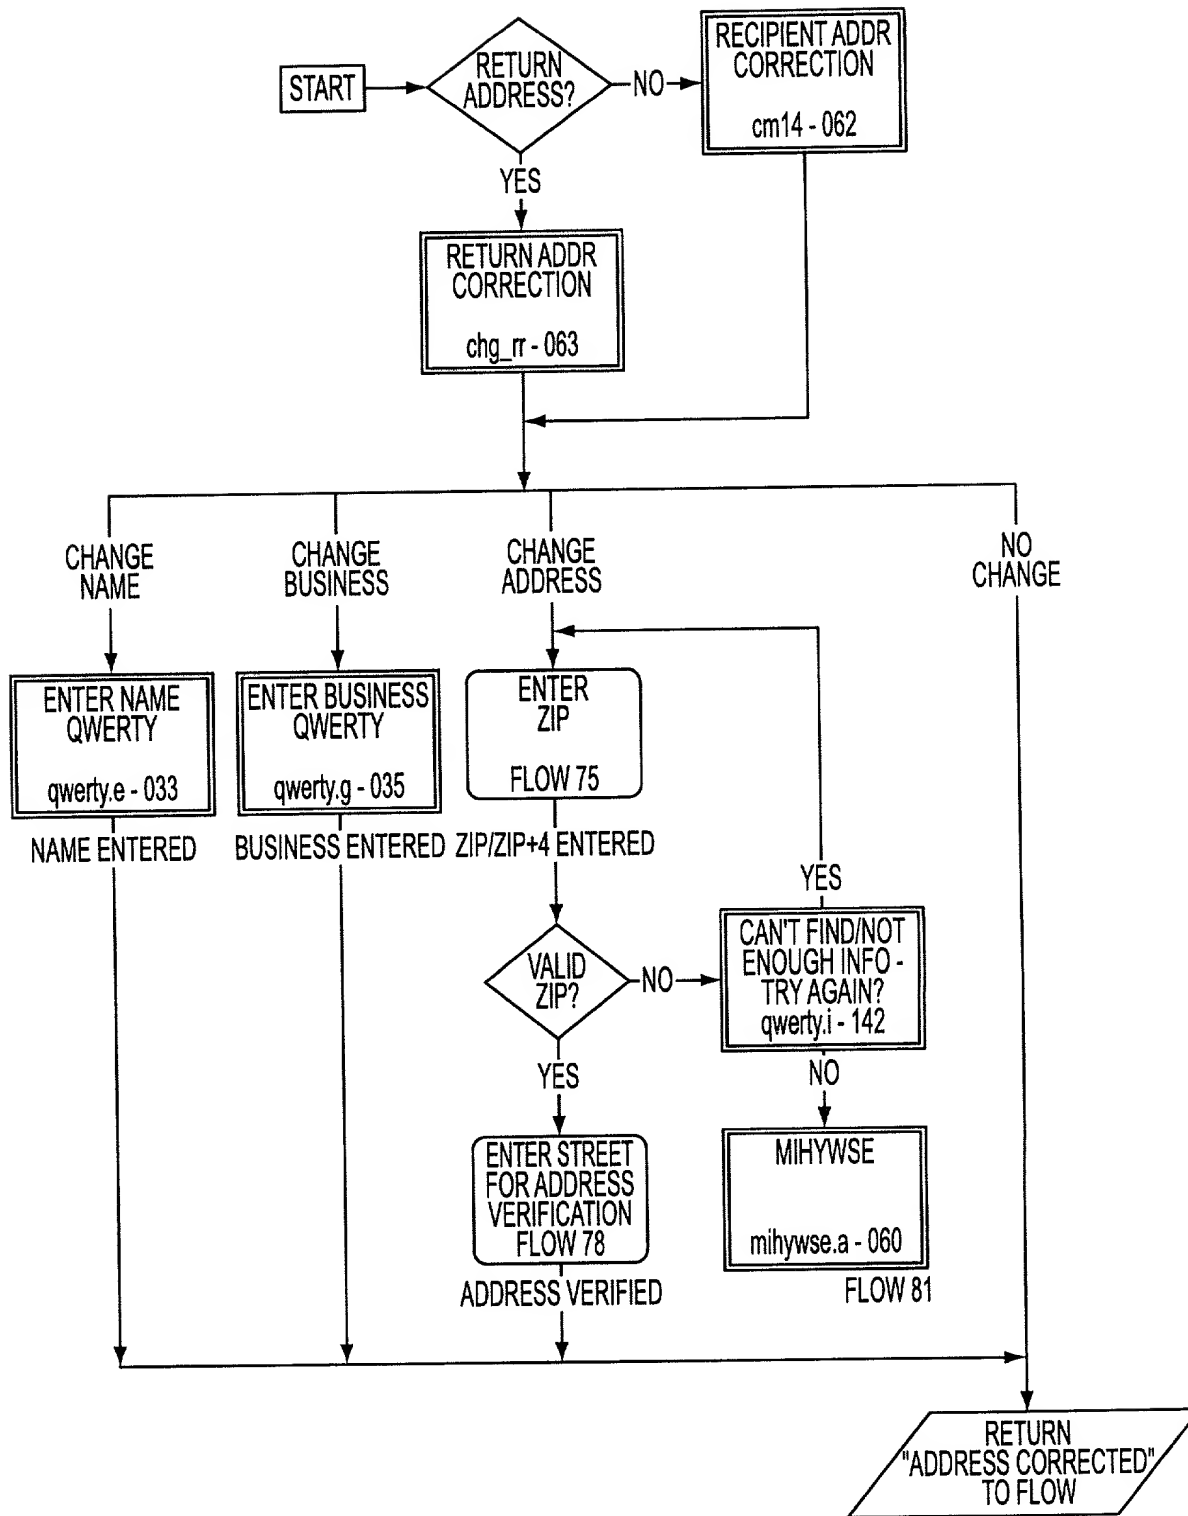 START
RETURN
ADDRESS?
NO
RECIPIENT ADDR
CORRECTION
cm14 - 062
YES
RETURN ADDR
CORRECTION
chg_rr - 063
CHANGE
NAME
CHANGE
BUSINESS
CHANGE
ADDRESS
NO
CHANGE
ENTER NAME
QWERTY
qwerty.e - 033
ENTER BUSINESS
QWERTY
qwerty.g - 035
ENTER
ZIP
FLOW 75
NAME ENTERED
BUSINESS ENTERED
ZIP/ZIP+4 ENTERED
YES
VALID
ZIP?
NO
CAN'T FIND/NOT
ENOUGH INFO -
TRY AGAIN?
qwerty.i - 142
YES
NO
ENTER STREET
FOR ADDRESS
VERIFICATION
FLOW 78
MIHYWSE
mihywse.a - 060
ADDRESS VERIFIED
FLOW 81
RETURN
"ADDRESS CORRECTED"
TO FLOW